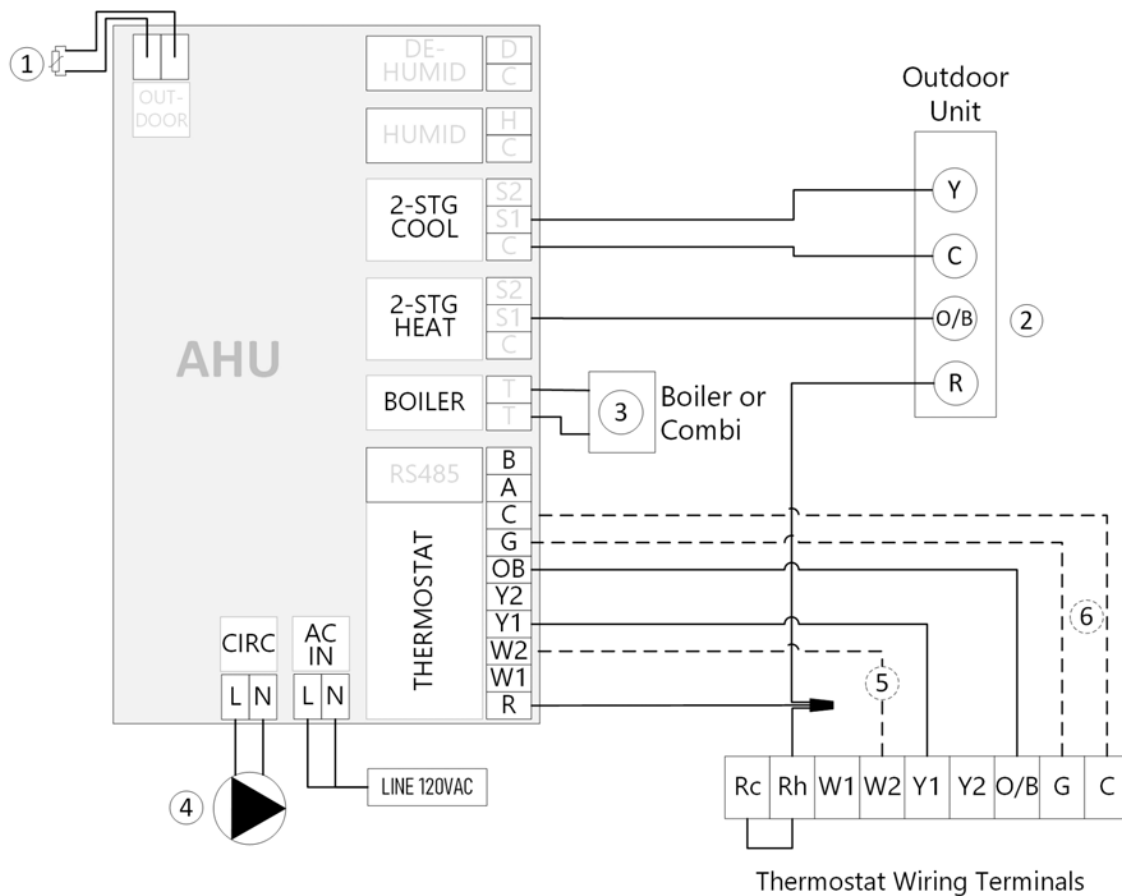 1
OUT-
DOOR
DE-
HUMID
D
C
HUMID
H
C
2-STG
COOL
S2
S1
C
2-STG
HEAT
S2
S1
C
AHU
BOILER
T
T
3
Boiler or
Combi
Outdoor
Unit
Y
C
O/B
R
2
RS485
B
A
THERMOSTAT
C
G
OB
Y2
Y1
W2
W1
R
5
6
CIRC
L N
AC
IN
L N
4
LINE 120VAC
Rc Rh W1 W2 Y1 Y2 O/B G C
Thermostat Wiring Terminals